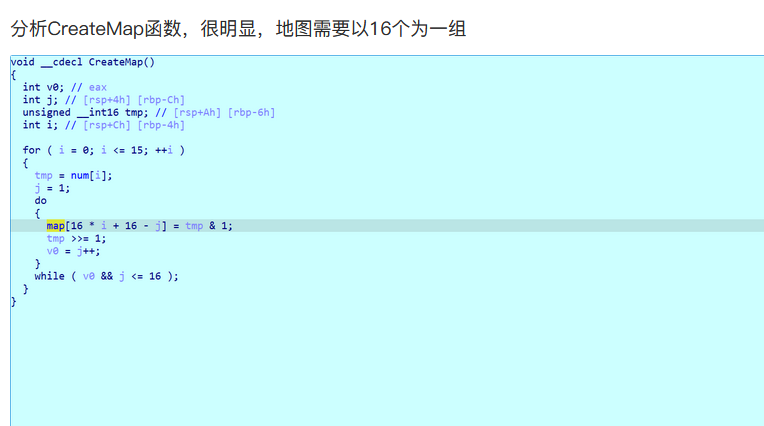 分析CreateMap函数，很明显，地图需要以16个为一组
void __cdecl CreateMap()
{
  int v0; // eax
  int j; // [rsp+4h] [rbp-Ch]
  unsigned __int16 tmp; // [rsp+Ah] [rbp-6h]
  int i; // [rsp+Ch] [rbp-4h]

  for ( i = 0; i <= 15; ++i )
  {
    tmp = num[i];
    j = 1;
    do
    {
      map[16 * i + 16 - j] = tmp & 1;
      tmp >>= 1;
      v0 = j++;
    }
    while ( v0 && j <= 16 );
  }
}